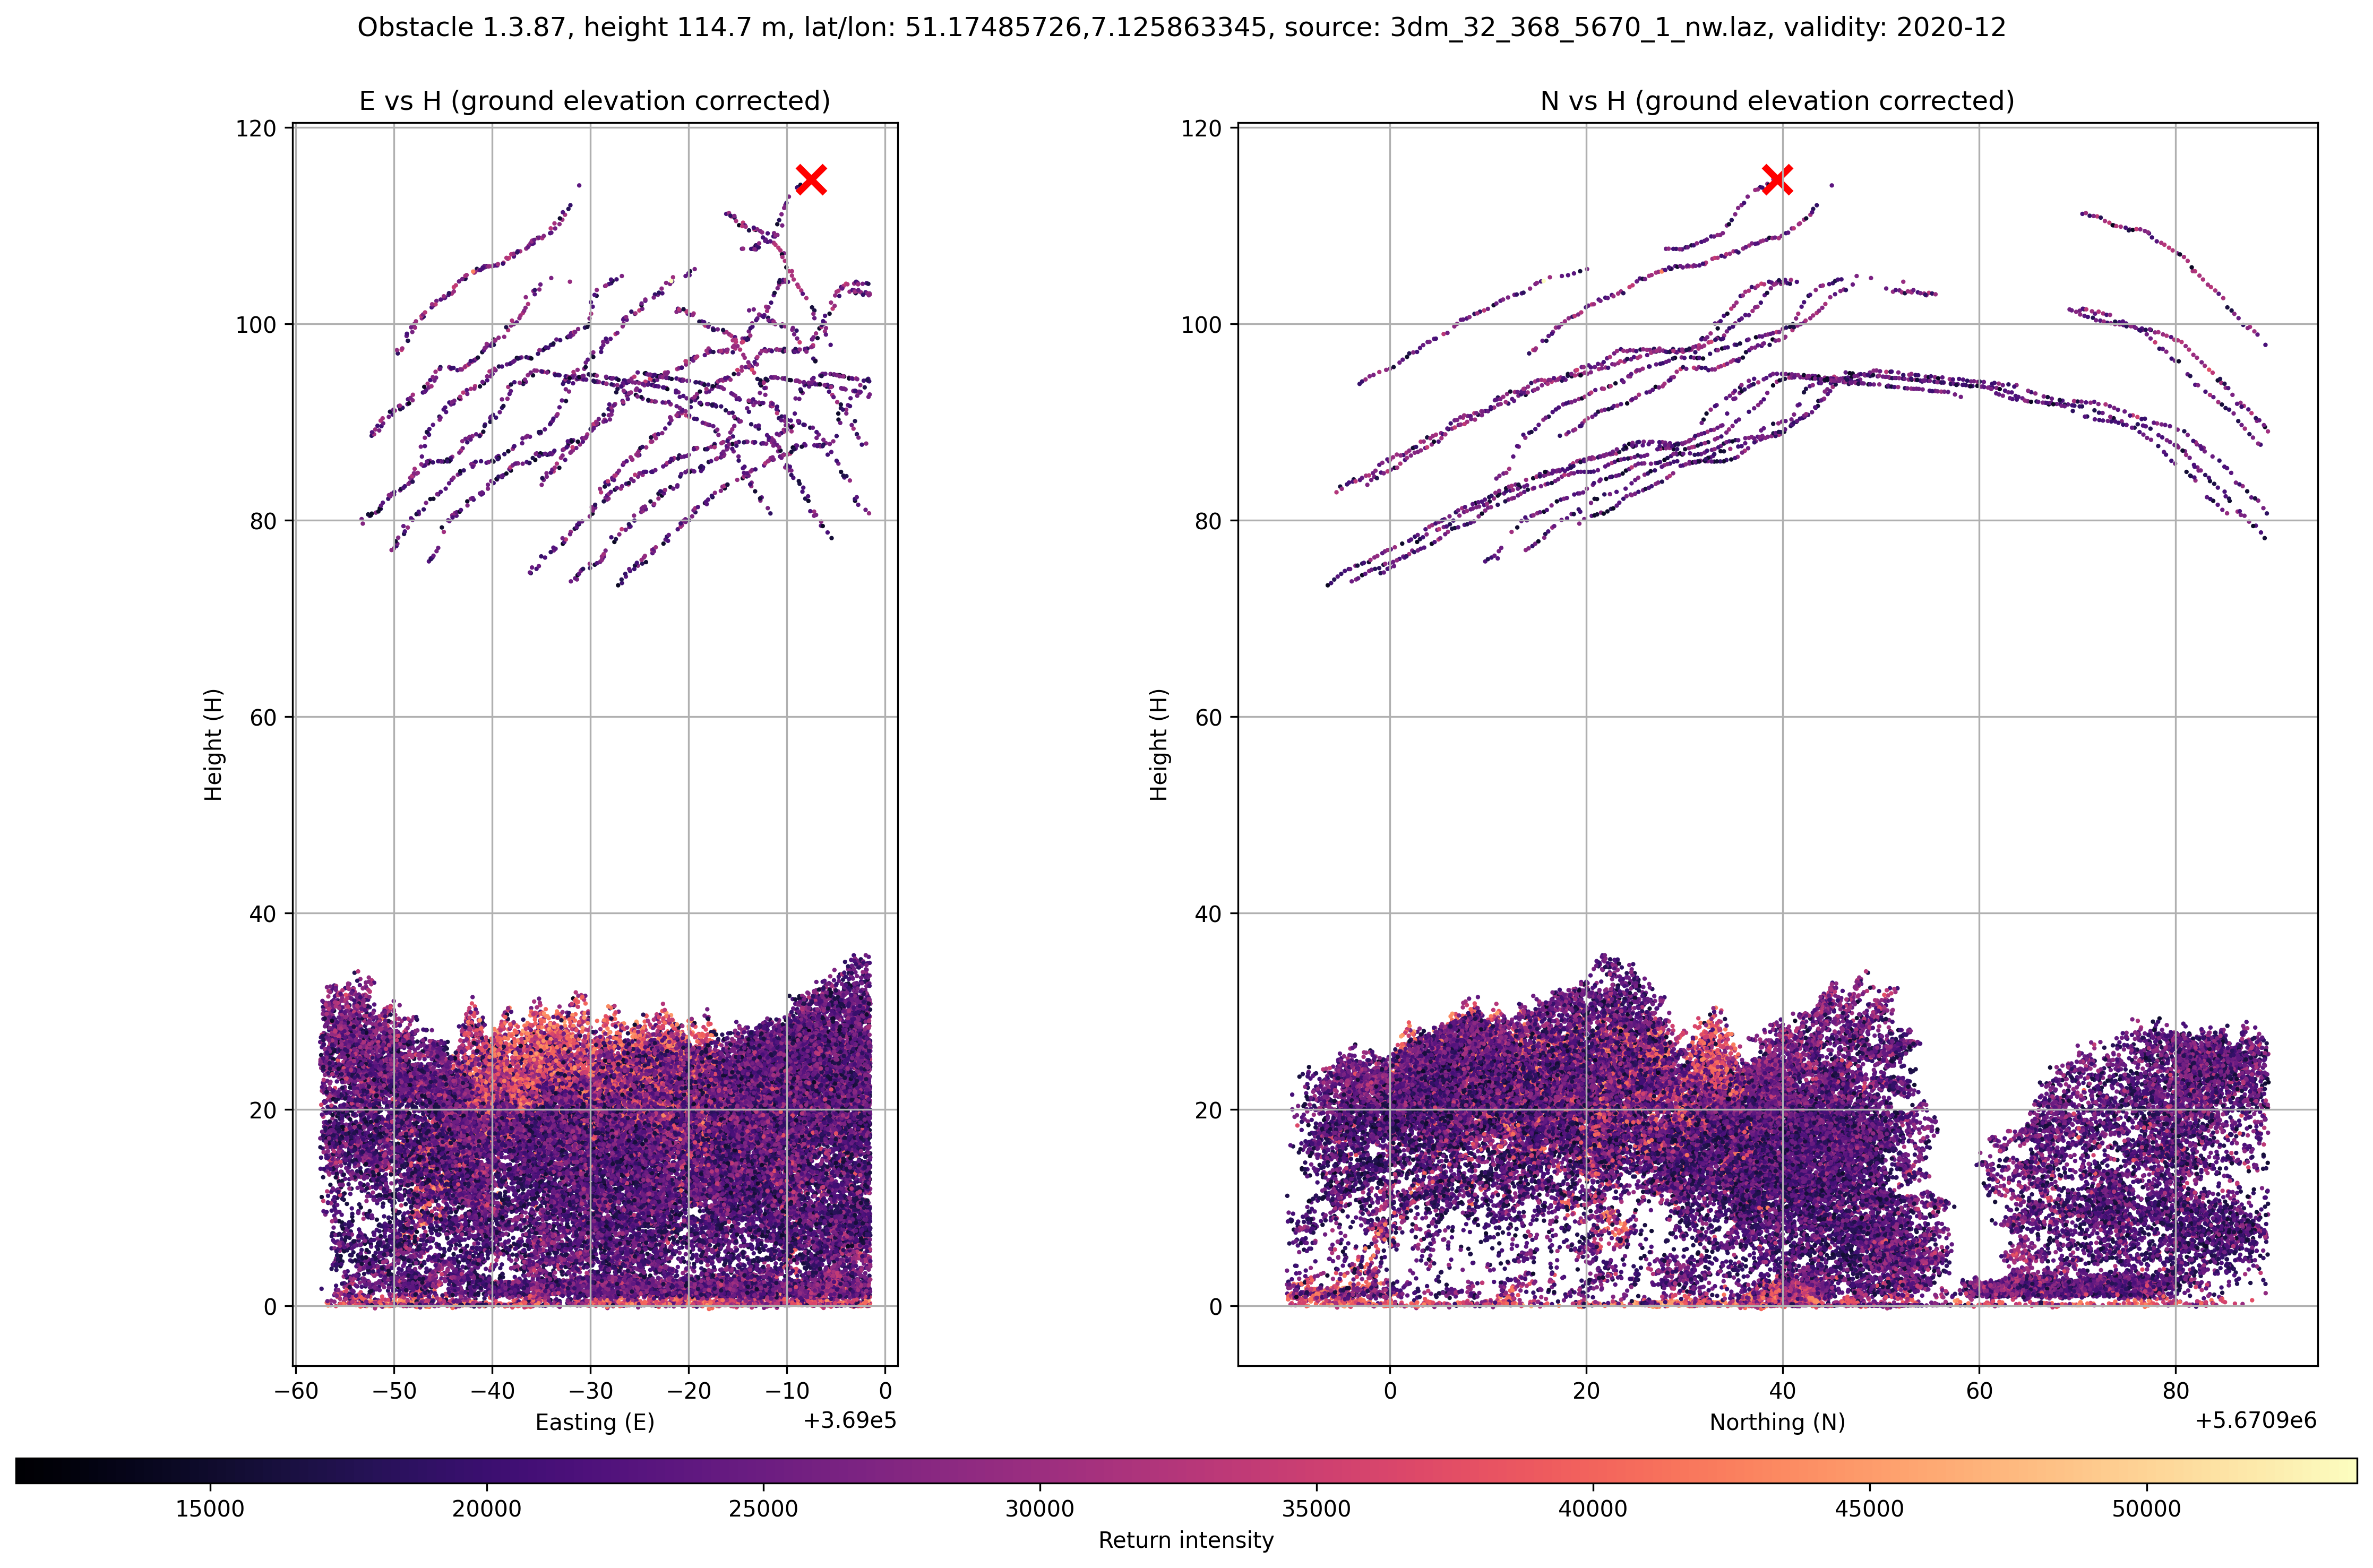 Obstacle 1.3.87, height 114.7 m, lat/lon: 51.17485726,7.125863345, source: 3dm_32_368_5670_1_nw.laz, validity: 2020-12
E vs H (ground elevation corrected)
120
100
80
60
40
20
0
Height (H)
−60 −50 −40 −30 −20 −10 0
Easting (E)
+3.69e5
N vs H (ground elevation corrected)
120
100
80
60
40
20
0
Height (H)
0 20 40 60 80
Northing (N)
+5.6709e6
15000 20000 25000 30000 35000 40000 45000 50000
Return intensity